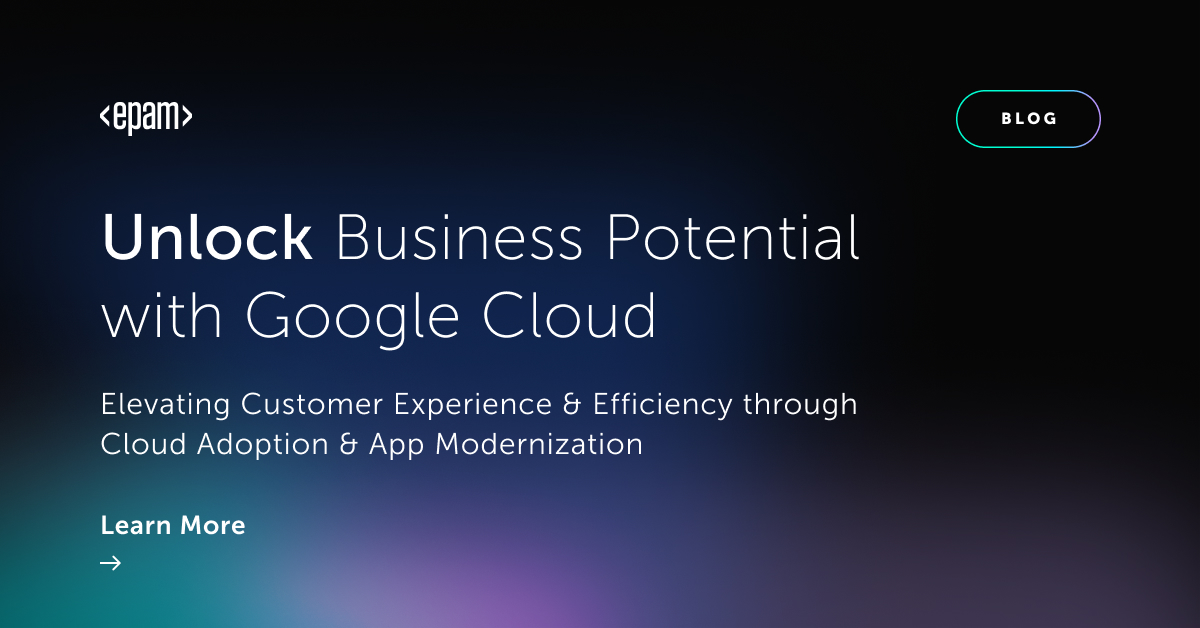 <epam>
BLOG
Unlock Business Potential
with Google Cloud
Elevating Customer Experience & Efficiency through
Cloud Adoption & App Modernization
Learn More
→